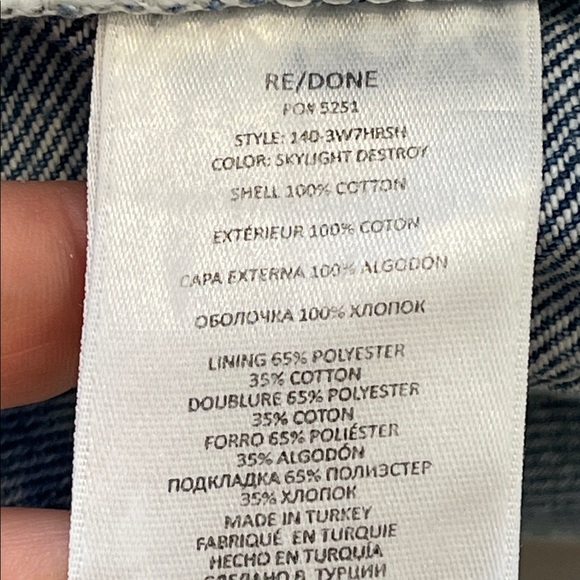 RE/DONE
PO# 5251
STYLE: 140-3W7HRSH
COLOR: SKYLIGHT DESTROY
SHELL 100% COTTON
EXTÉRIEUR 100% COTON
CAPA EXTERNA 100% ALGODÓN
ОБОЛОЧКА 100% ХЛОПОК
LINING 65% POLYESTER
35% COTTON
DOUBLURE 65% POLYESTER
35% COTON
FORRO 65% POLIÉSTER
35% ALGODÓN
ПОДКЛАДКА 65% ПОЛИЭСТЕР
35% ХЛОПОК
MADE IN TURKEY
FABRIQUÉ EN TURQUIE
HECHO EN TURQUÍA
СДЕЛАНО В ТУРЦИИ